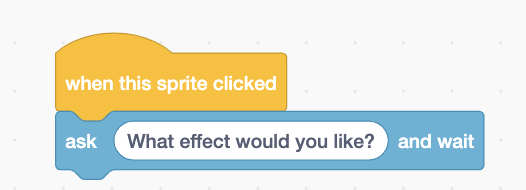 when this sprite clicked
ask What effect would you like? and wait